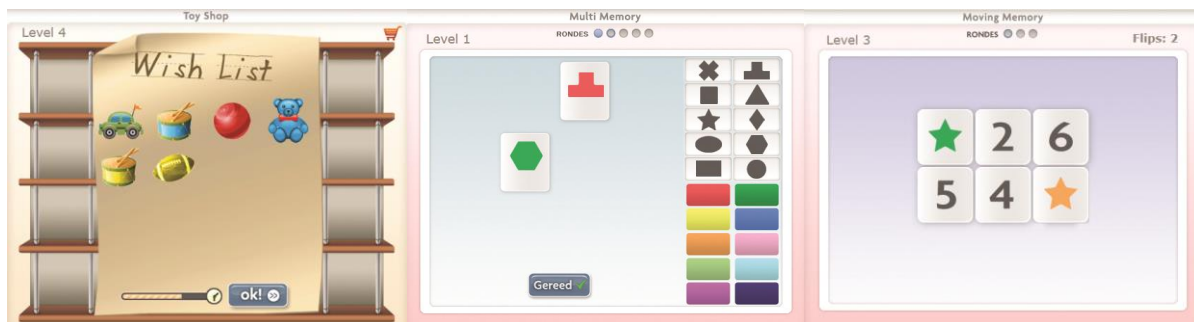 Toy Shop
Level 4
Wish List
ok!
Multi Memory
Level 1
RONDES
Gereed
Moving Memory
Level 3
RONDES
Flips: 2
2 6
5 4